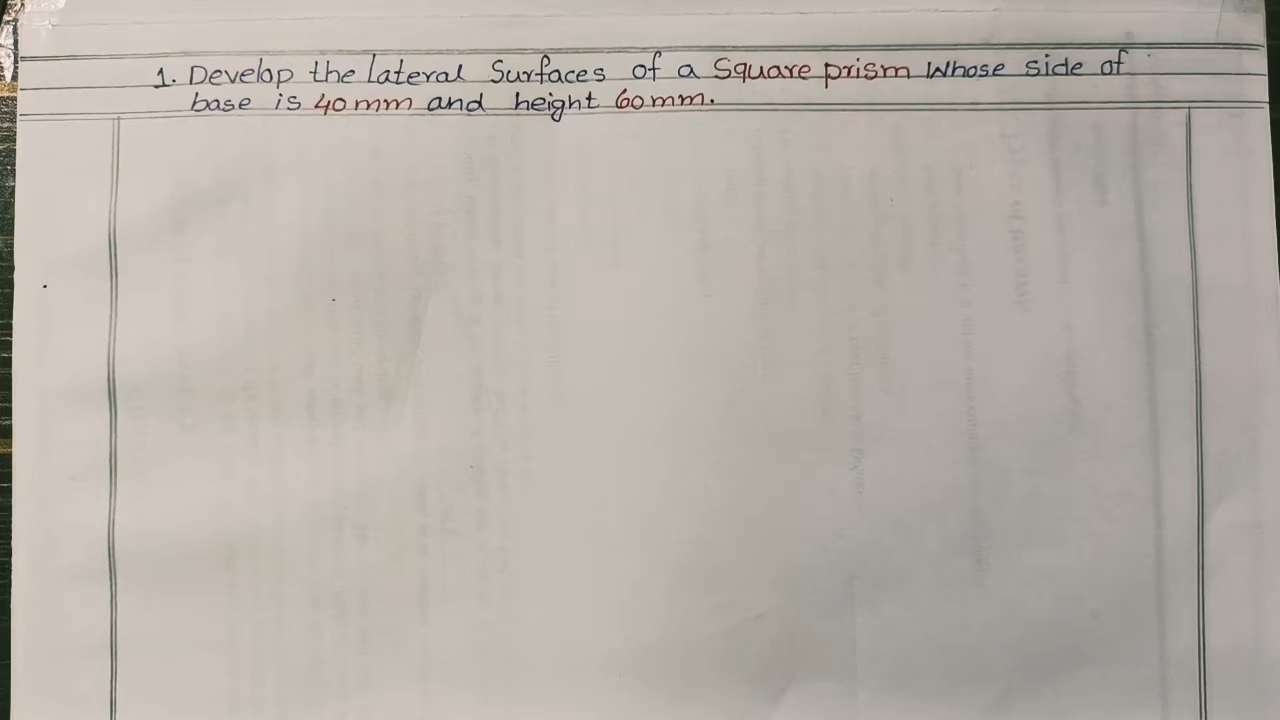 1. Develop the lateral Surfaces of a Square prism Whose side of
base is 40mm and height 60mm.